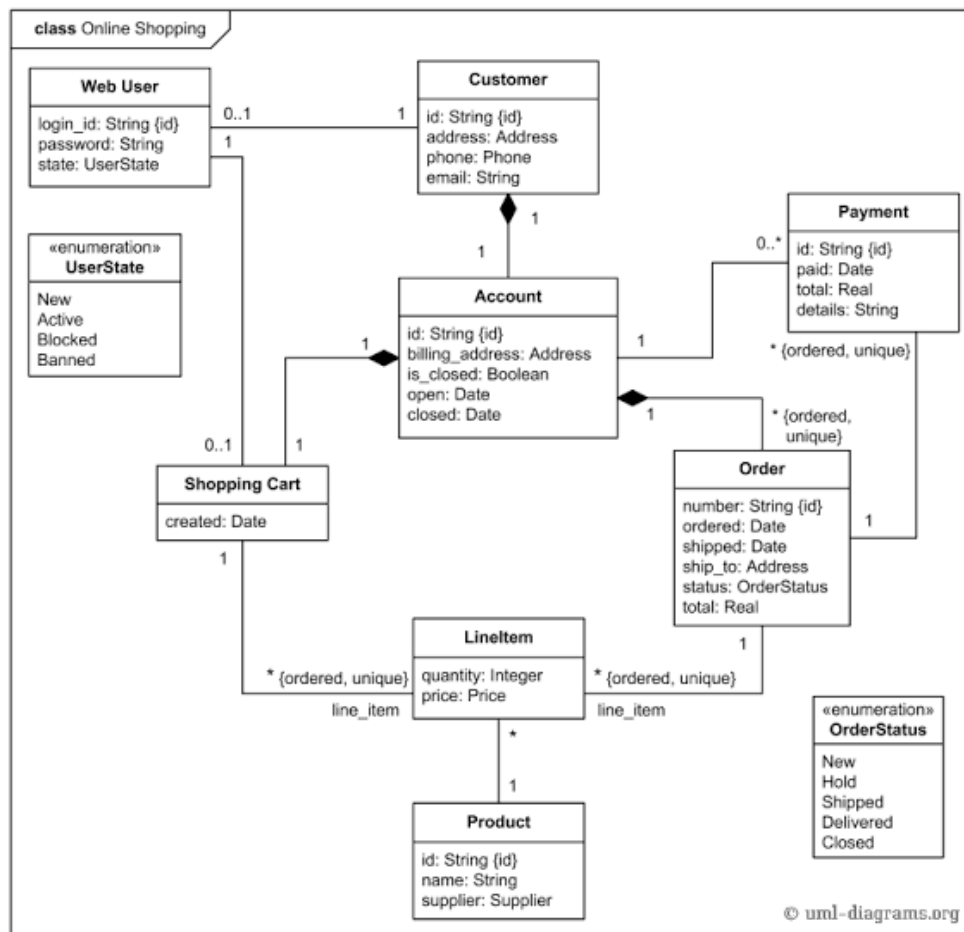 class Online Shopping
Web User
login_id: String {id}
password: String
state: UserState
0..1
1
1
Customer
id: String {id}
address: Address
phone: Phone
email: String
1
1
«enumeration»
UserState
New
Active
Blocked
Banned
Payment
id: String {id}
paid: Date
total: Real
details: String
0..*
1
* {ordered, unique}
Account
id: String {id}
billing_address: Address
is_closed: Boolean
open: Date
closed: Date
1
1
0..1
1
* {ordered,
unique}
Shopping Cart
created: Date
1
Order
number: String {id}
ordered: Date
shipped: Date
ship_to: Address
status: OrderStatus
total: Real
1
1
LineItem
quantity: Integer
price: Price
* {ordered, unique}
line_item
* {ordered, unique}
line_item
*
1
Product
id: String {id}
name: String
supplier: Supplier
«enumeration»
OrderStatus
New
Hold
Shipped
Delivered
Closed
© uml-diagrams.org